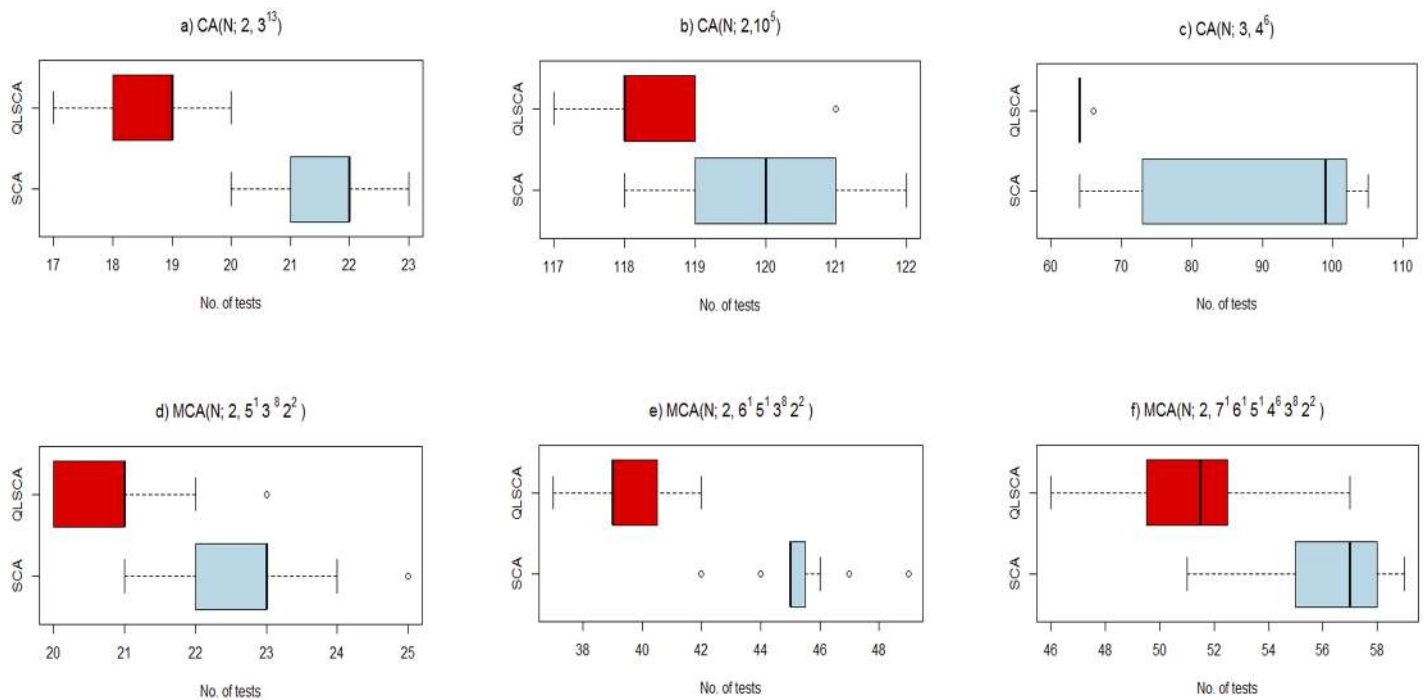 a) CA(N; 2, 3^13)
QLSCA
SCA
17 18 19 20 21 22 23
No. of tests
b) CA(N; 2,10^5)
QLSCA
SCA
117 118 119 120 121 122
No. of tests
c) CA(N; 3, 4^6)
QLSCA
SCA
60 70 80 90 100 110
No. of tests
d) MCA(N; 2, 5^1 3^8 2^2 )
QLSCA
SCA
20 21 22 23 24 25
No. of tests
e) MCA(N; 2, 6^1 5^1 3^8 2^2 )
QLSCA
SCA
38 40 42 44 46 48
No. of tests
f) MCA(N; 2, 7^1 6^1 5^1 4^6 3^8 2^2 )
QLSCA
SCA
46 48 50 52 54 56 58
No. of tests